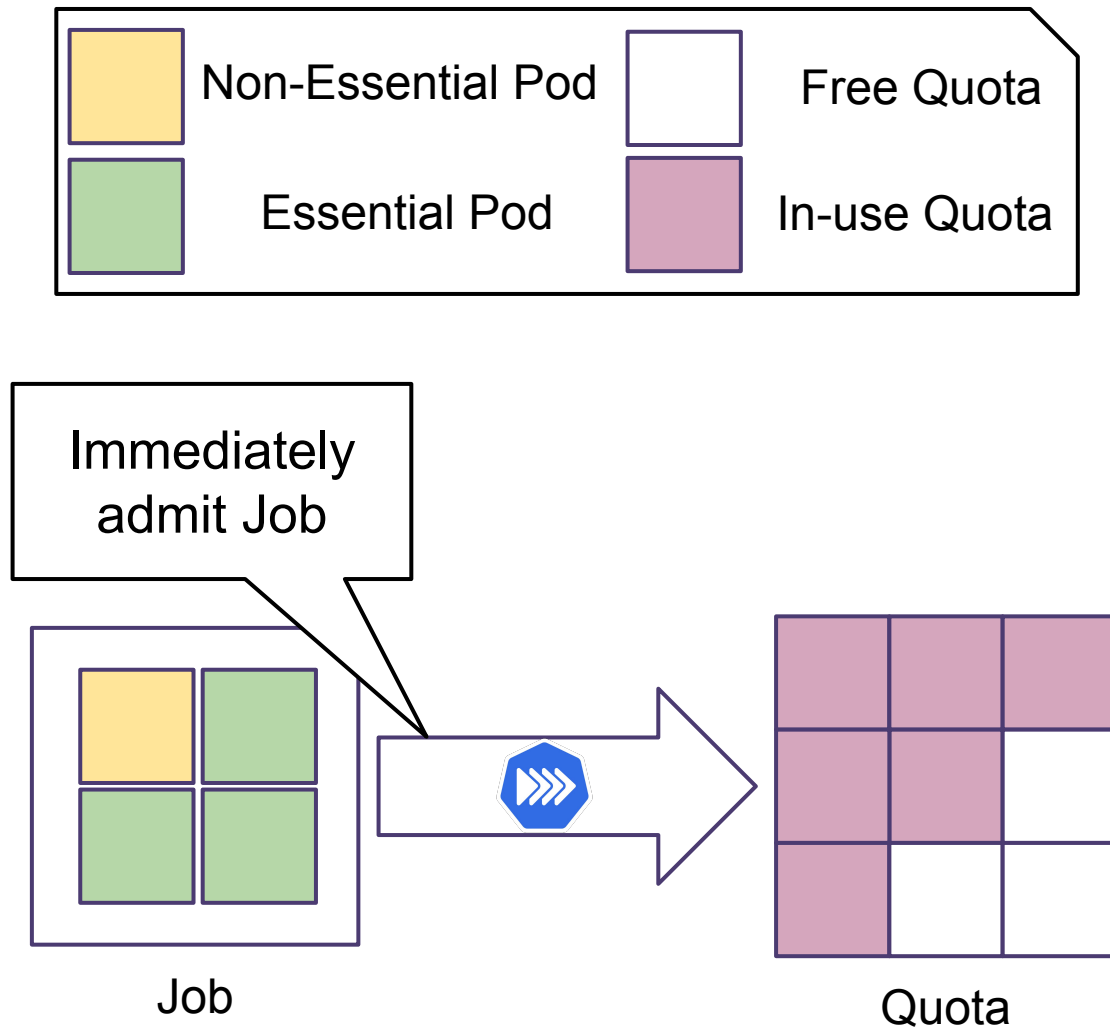 Non-Essential Pod
Free Quota
Essential Pod
In-use Quota
Immediately
admit Job
Job
Quota